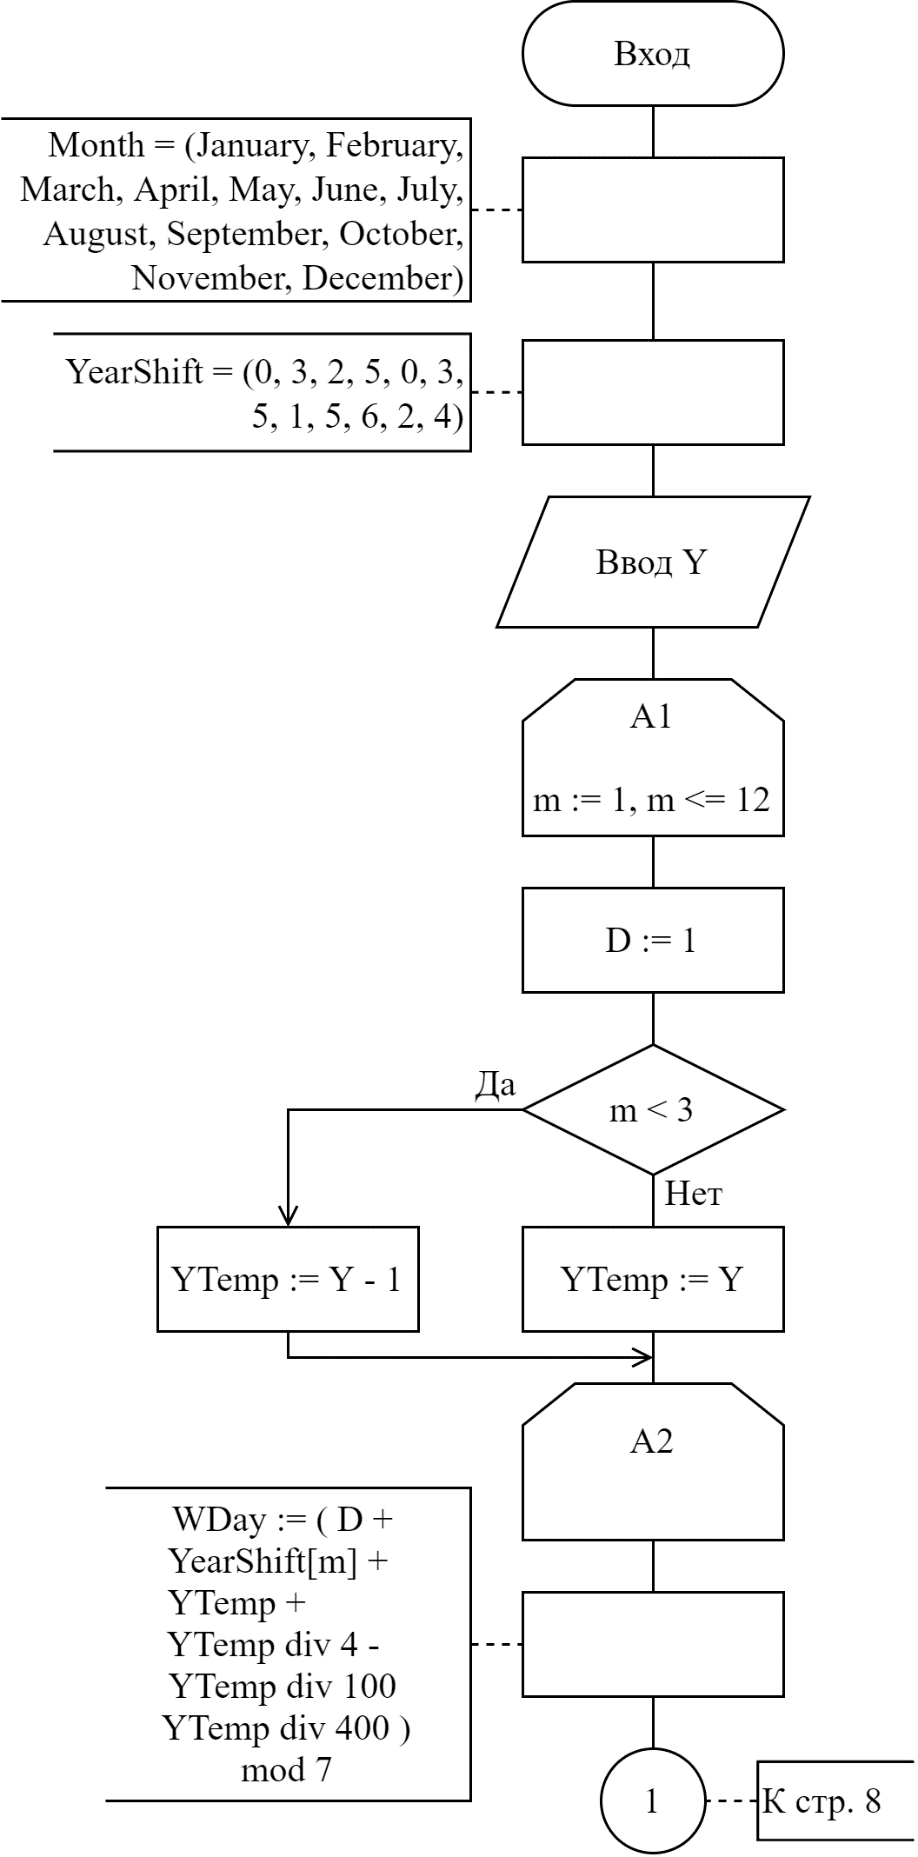 Вход
Month = (January, February,
March, April, May, June, July,
August, September, October,
November, December)
YearShift = (0, 3, 2, 5, 0, 3,
5, 1, 5, 6, 2, 4)
Ввод Y
A1
m := 1, m <= 12
D := 1
Да
m < 3
Нет
YTemp := Y - 1
YTemp := Y
A2
WDay := ( D +
YearShift[m] +
YTemp +
YTemp div 4 -
YTemp div 100
YTemp div 400 )
mod 7
1
К стр. 8